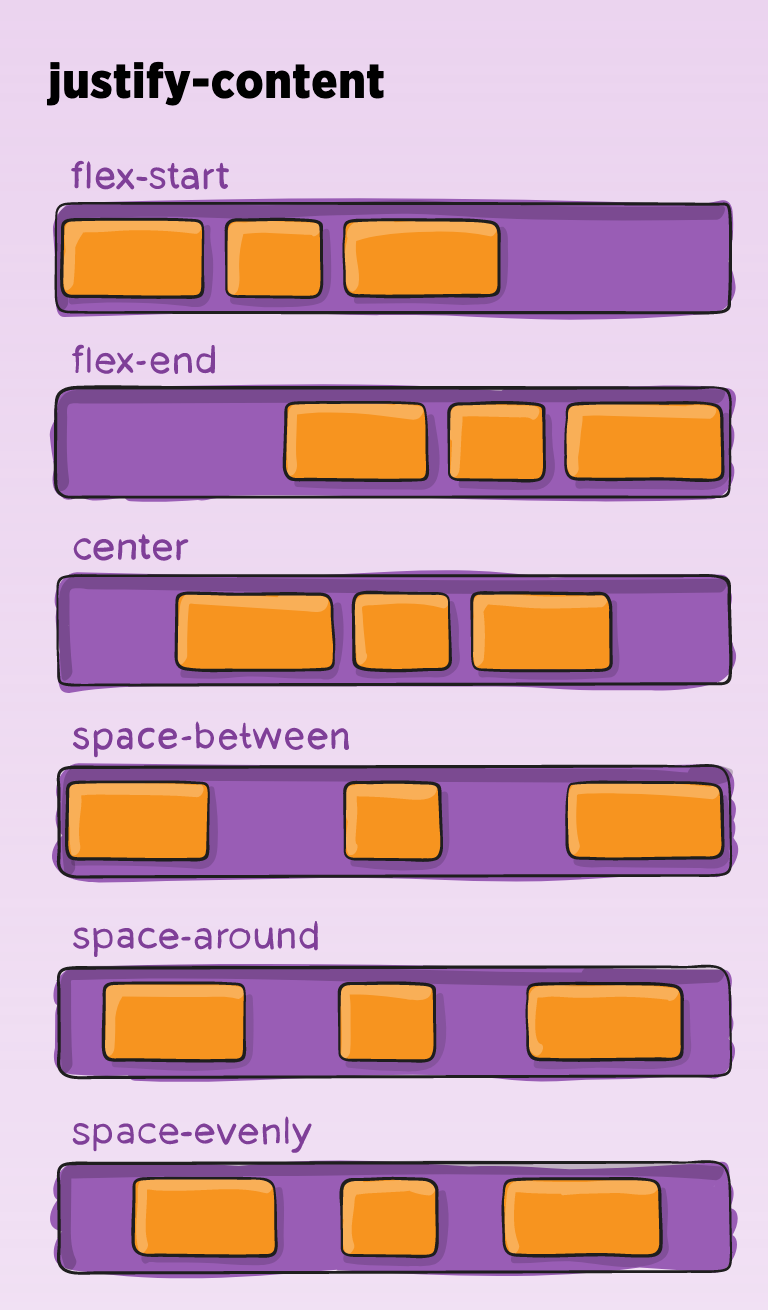 justify-content
flex-start
flex-end
center
space-between
space-around
space-evenly